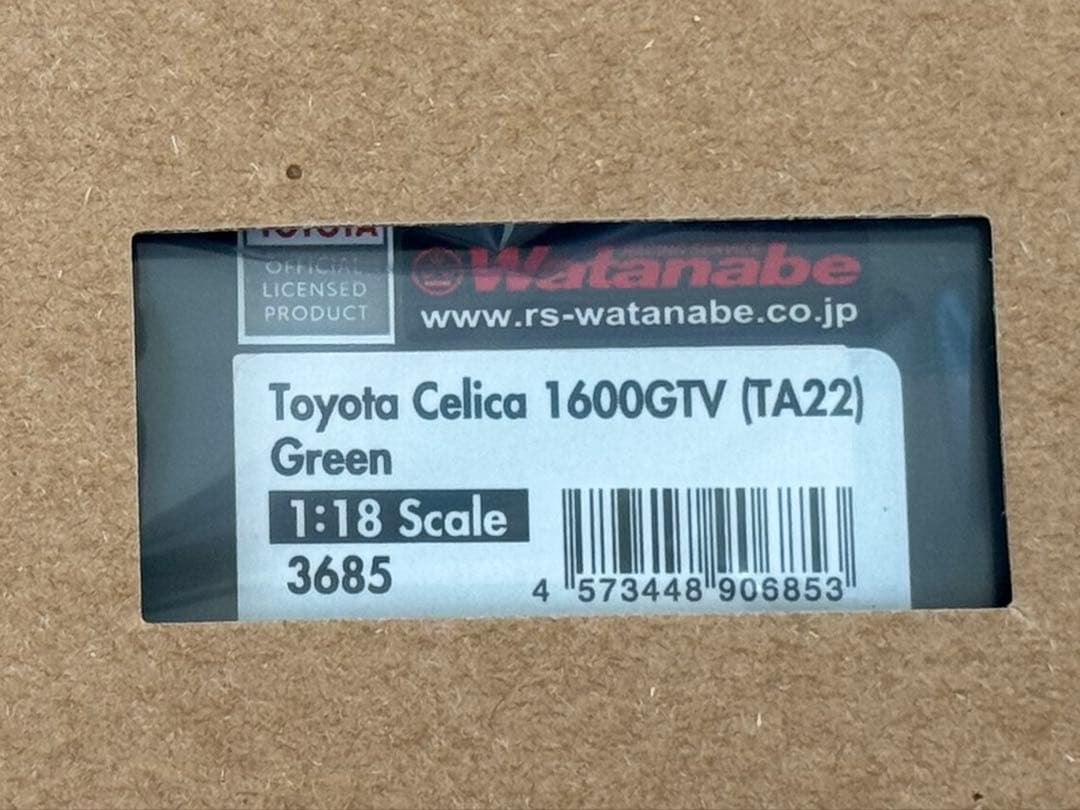 TOYOTA
OFFICIAL
LICENSED
PRODUCT
Watanabe
www.rs-watanabe.co.jp
Toyota Celica 1600GTV (TA22)
Green
1:18 Scale
3685
4 573448 906853